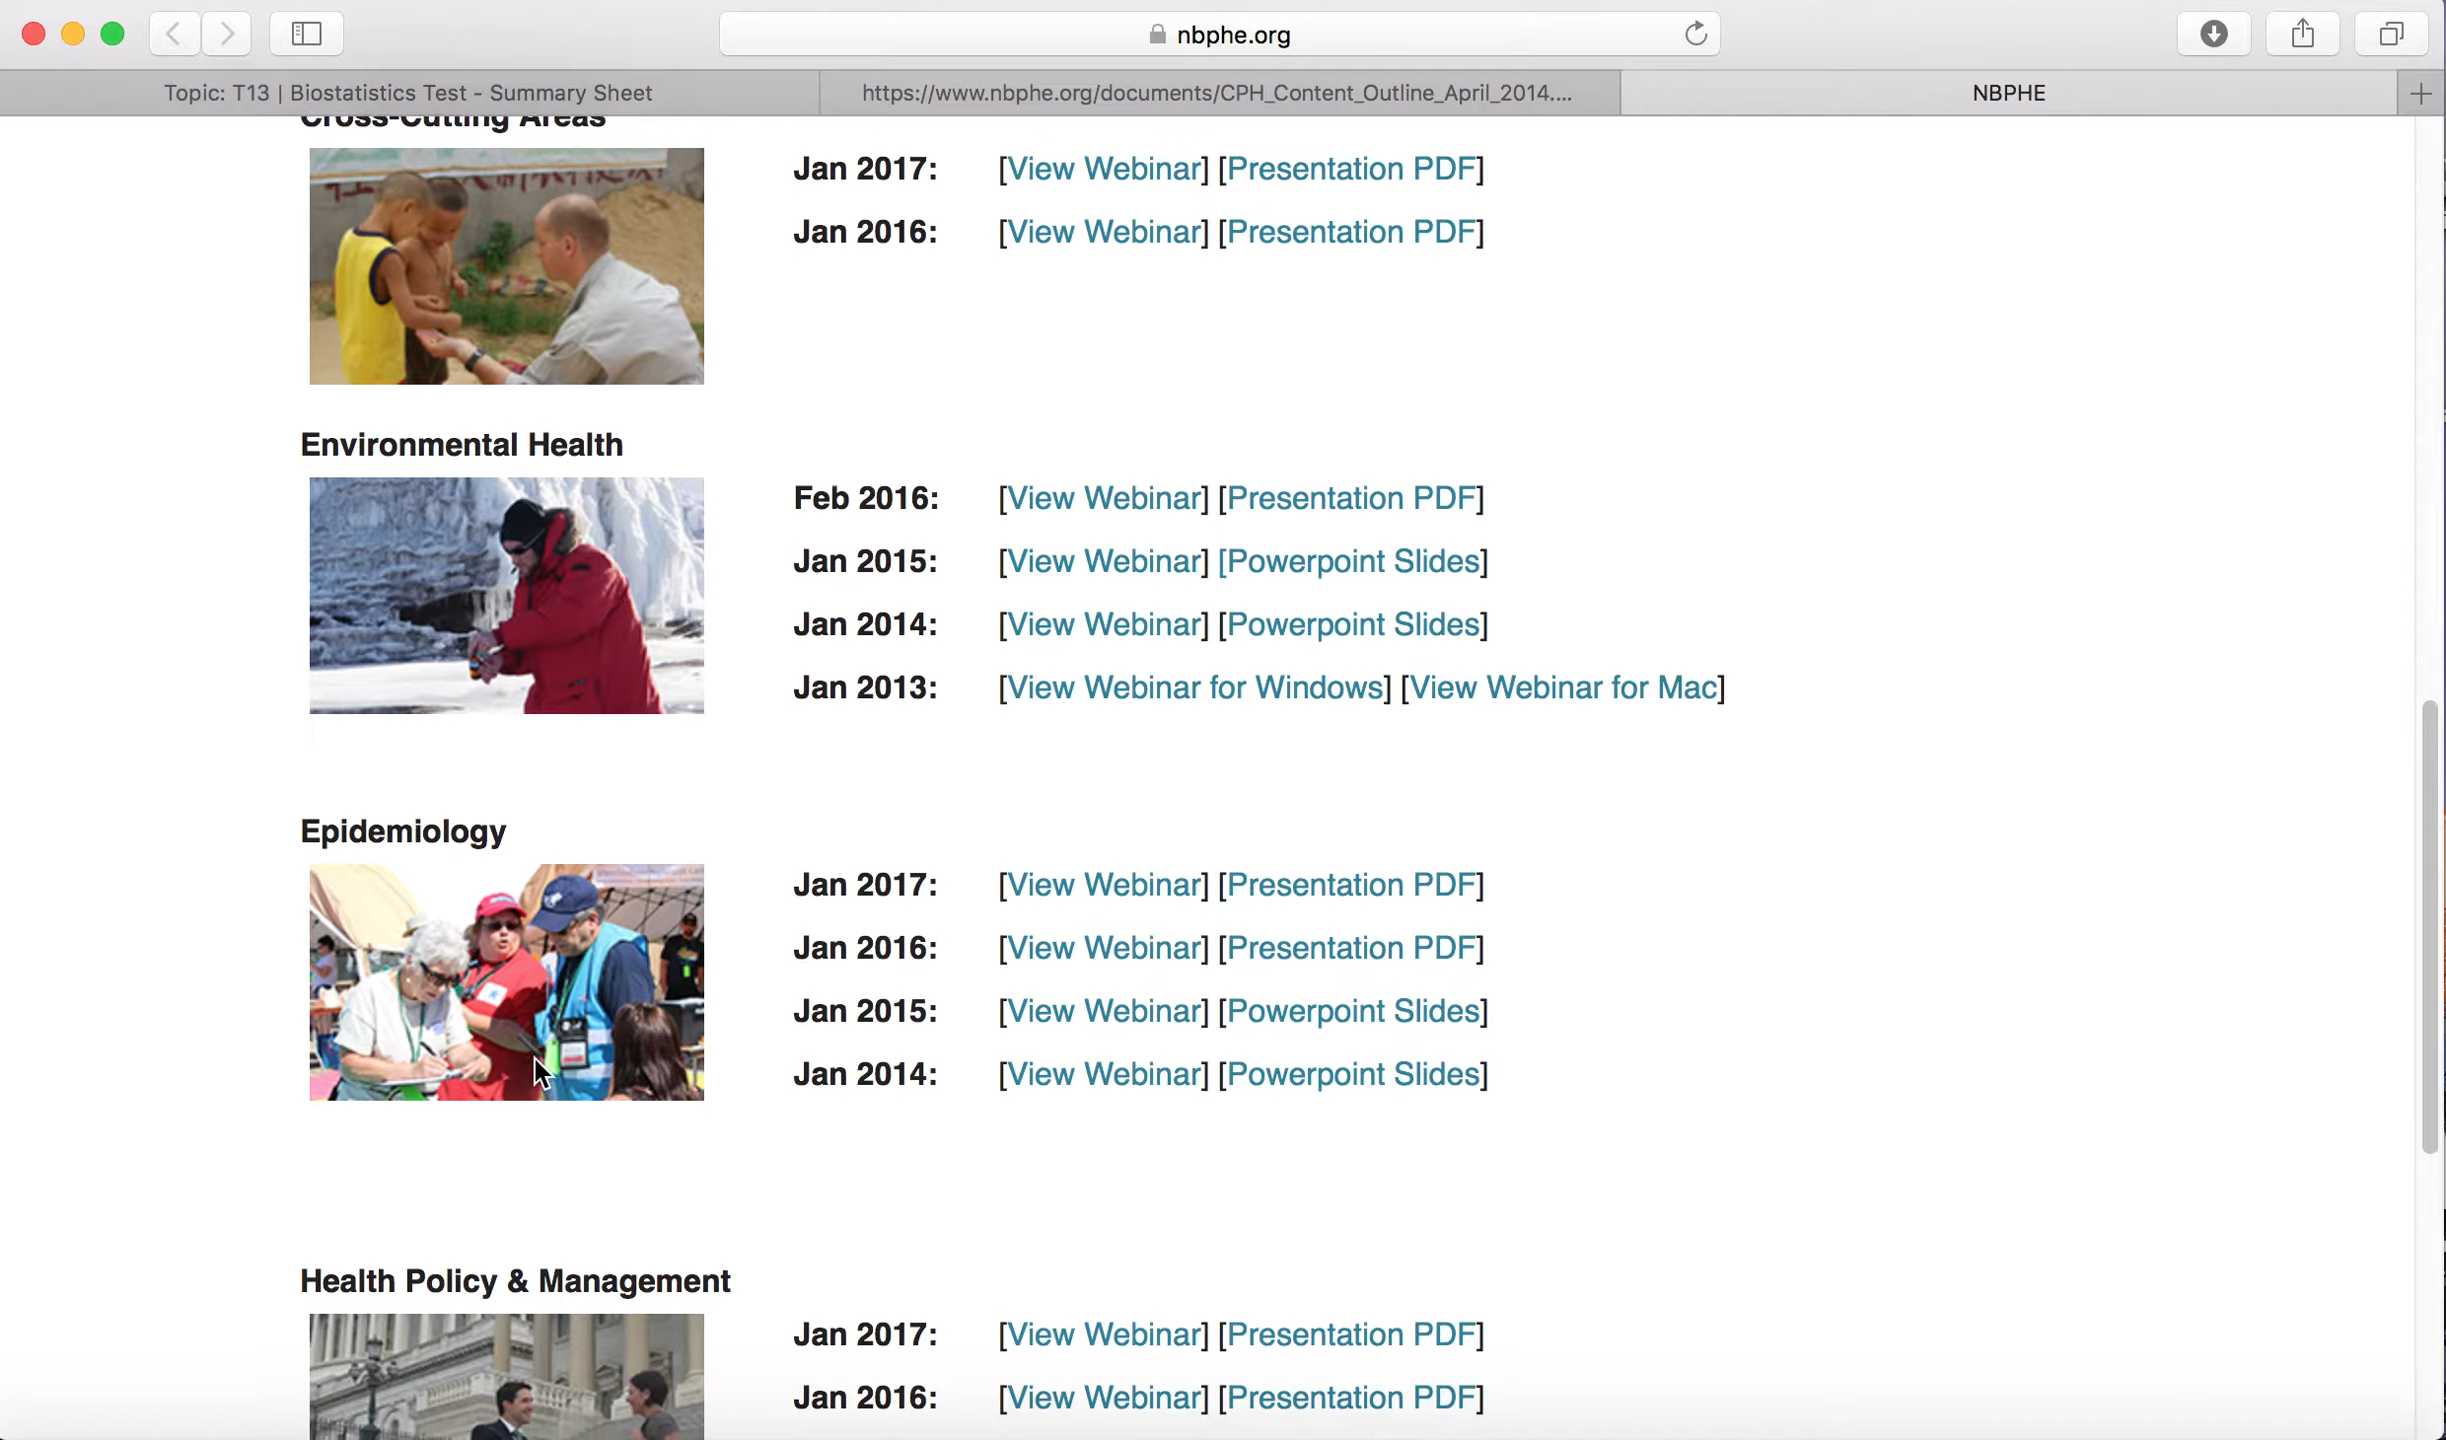 nbphe.org
Topic: T13 | Biostatistics Test - Summary Sheet
https://www.nbphe.org/documents/CPH_Content_Outline_April_2014....
NBPHE
Cross-Cutting Areas
Jan 2017: [View Webinar] [Presentation PDF]
Jan 2016: [View Webinar] [Presentation PDF]
Environmental Health
Feb 2016: [View Webinar] [Presentation PDF]
Jan 2015: [View Webinar] [Powerpoint Slides]
Jan 2014: [View Webinar] [Powerpoint Slides]
Jan 2013: [View Webinar for Windows] [View Webinar for Mac]
Epidemiology
Jan 2017: [View Webinar] [Presentation PDF]
Jan 2016: [View Webinar] [Presentation PDF]
Jan 2015: [View Webinar] [Powerpoint Slides]
Jan 2014: [View Webinar] [Powerpoint Slides]
Health Policy & Management
Jan 2017: [View Webinar] [Presentation PDF]
Jan 2016: [View Webinar] [Presentation PDF]